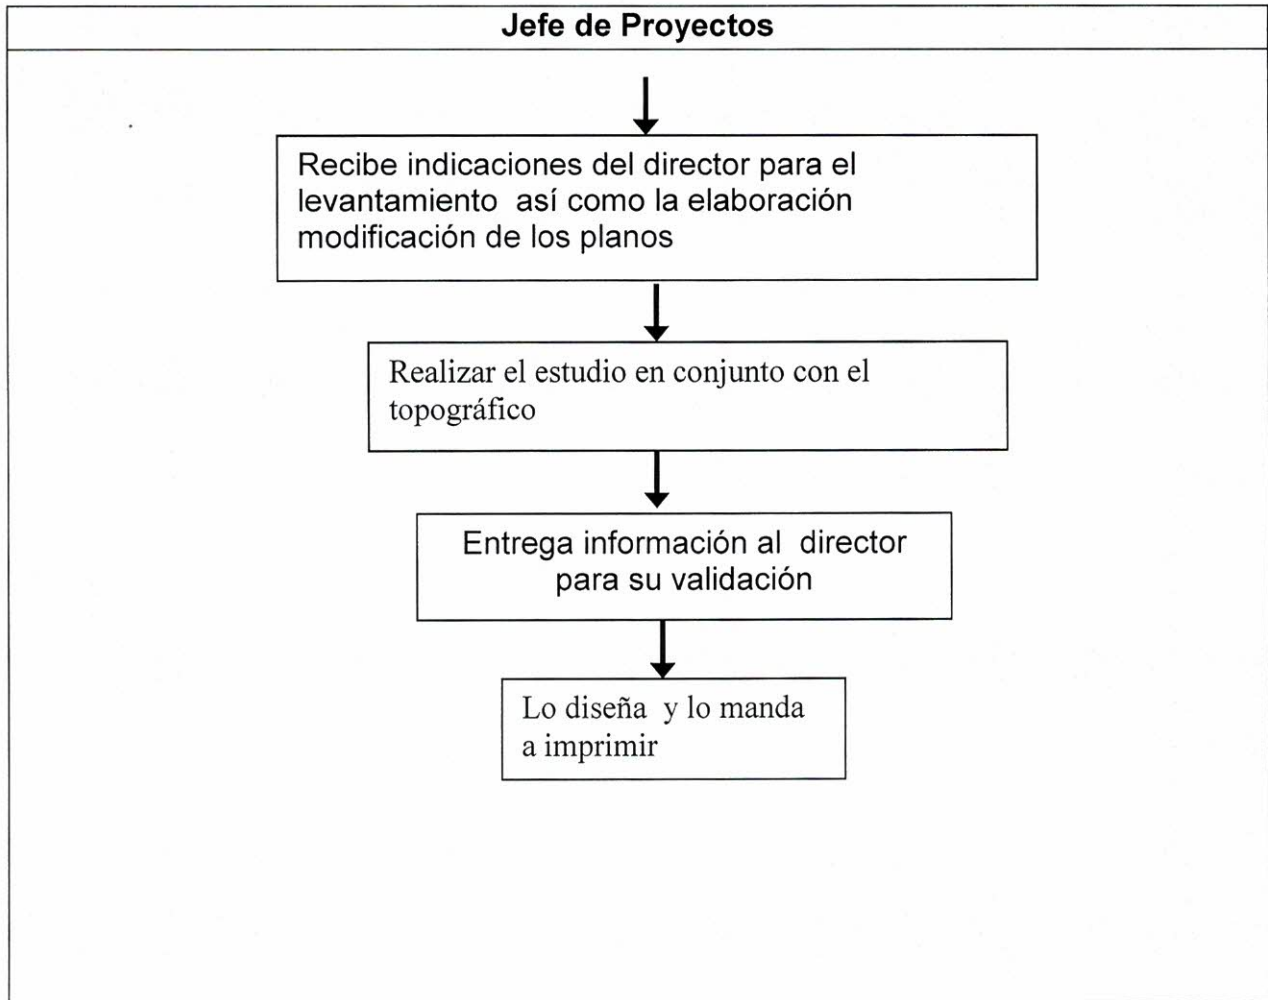 Jefe de Proyectos
Recibe indicaciones del director para el
levantamiento  así como la elaboración
modificación de los planos
Realizar el estudio en conjunto con el
topográfico
Entrega información al  director
para su validación
Lo diseña  y lo manda
a imprimir